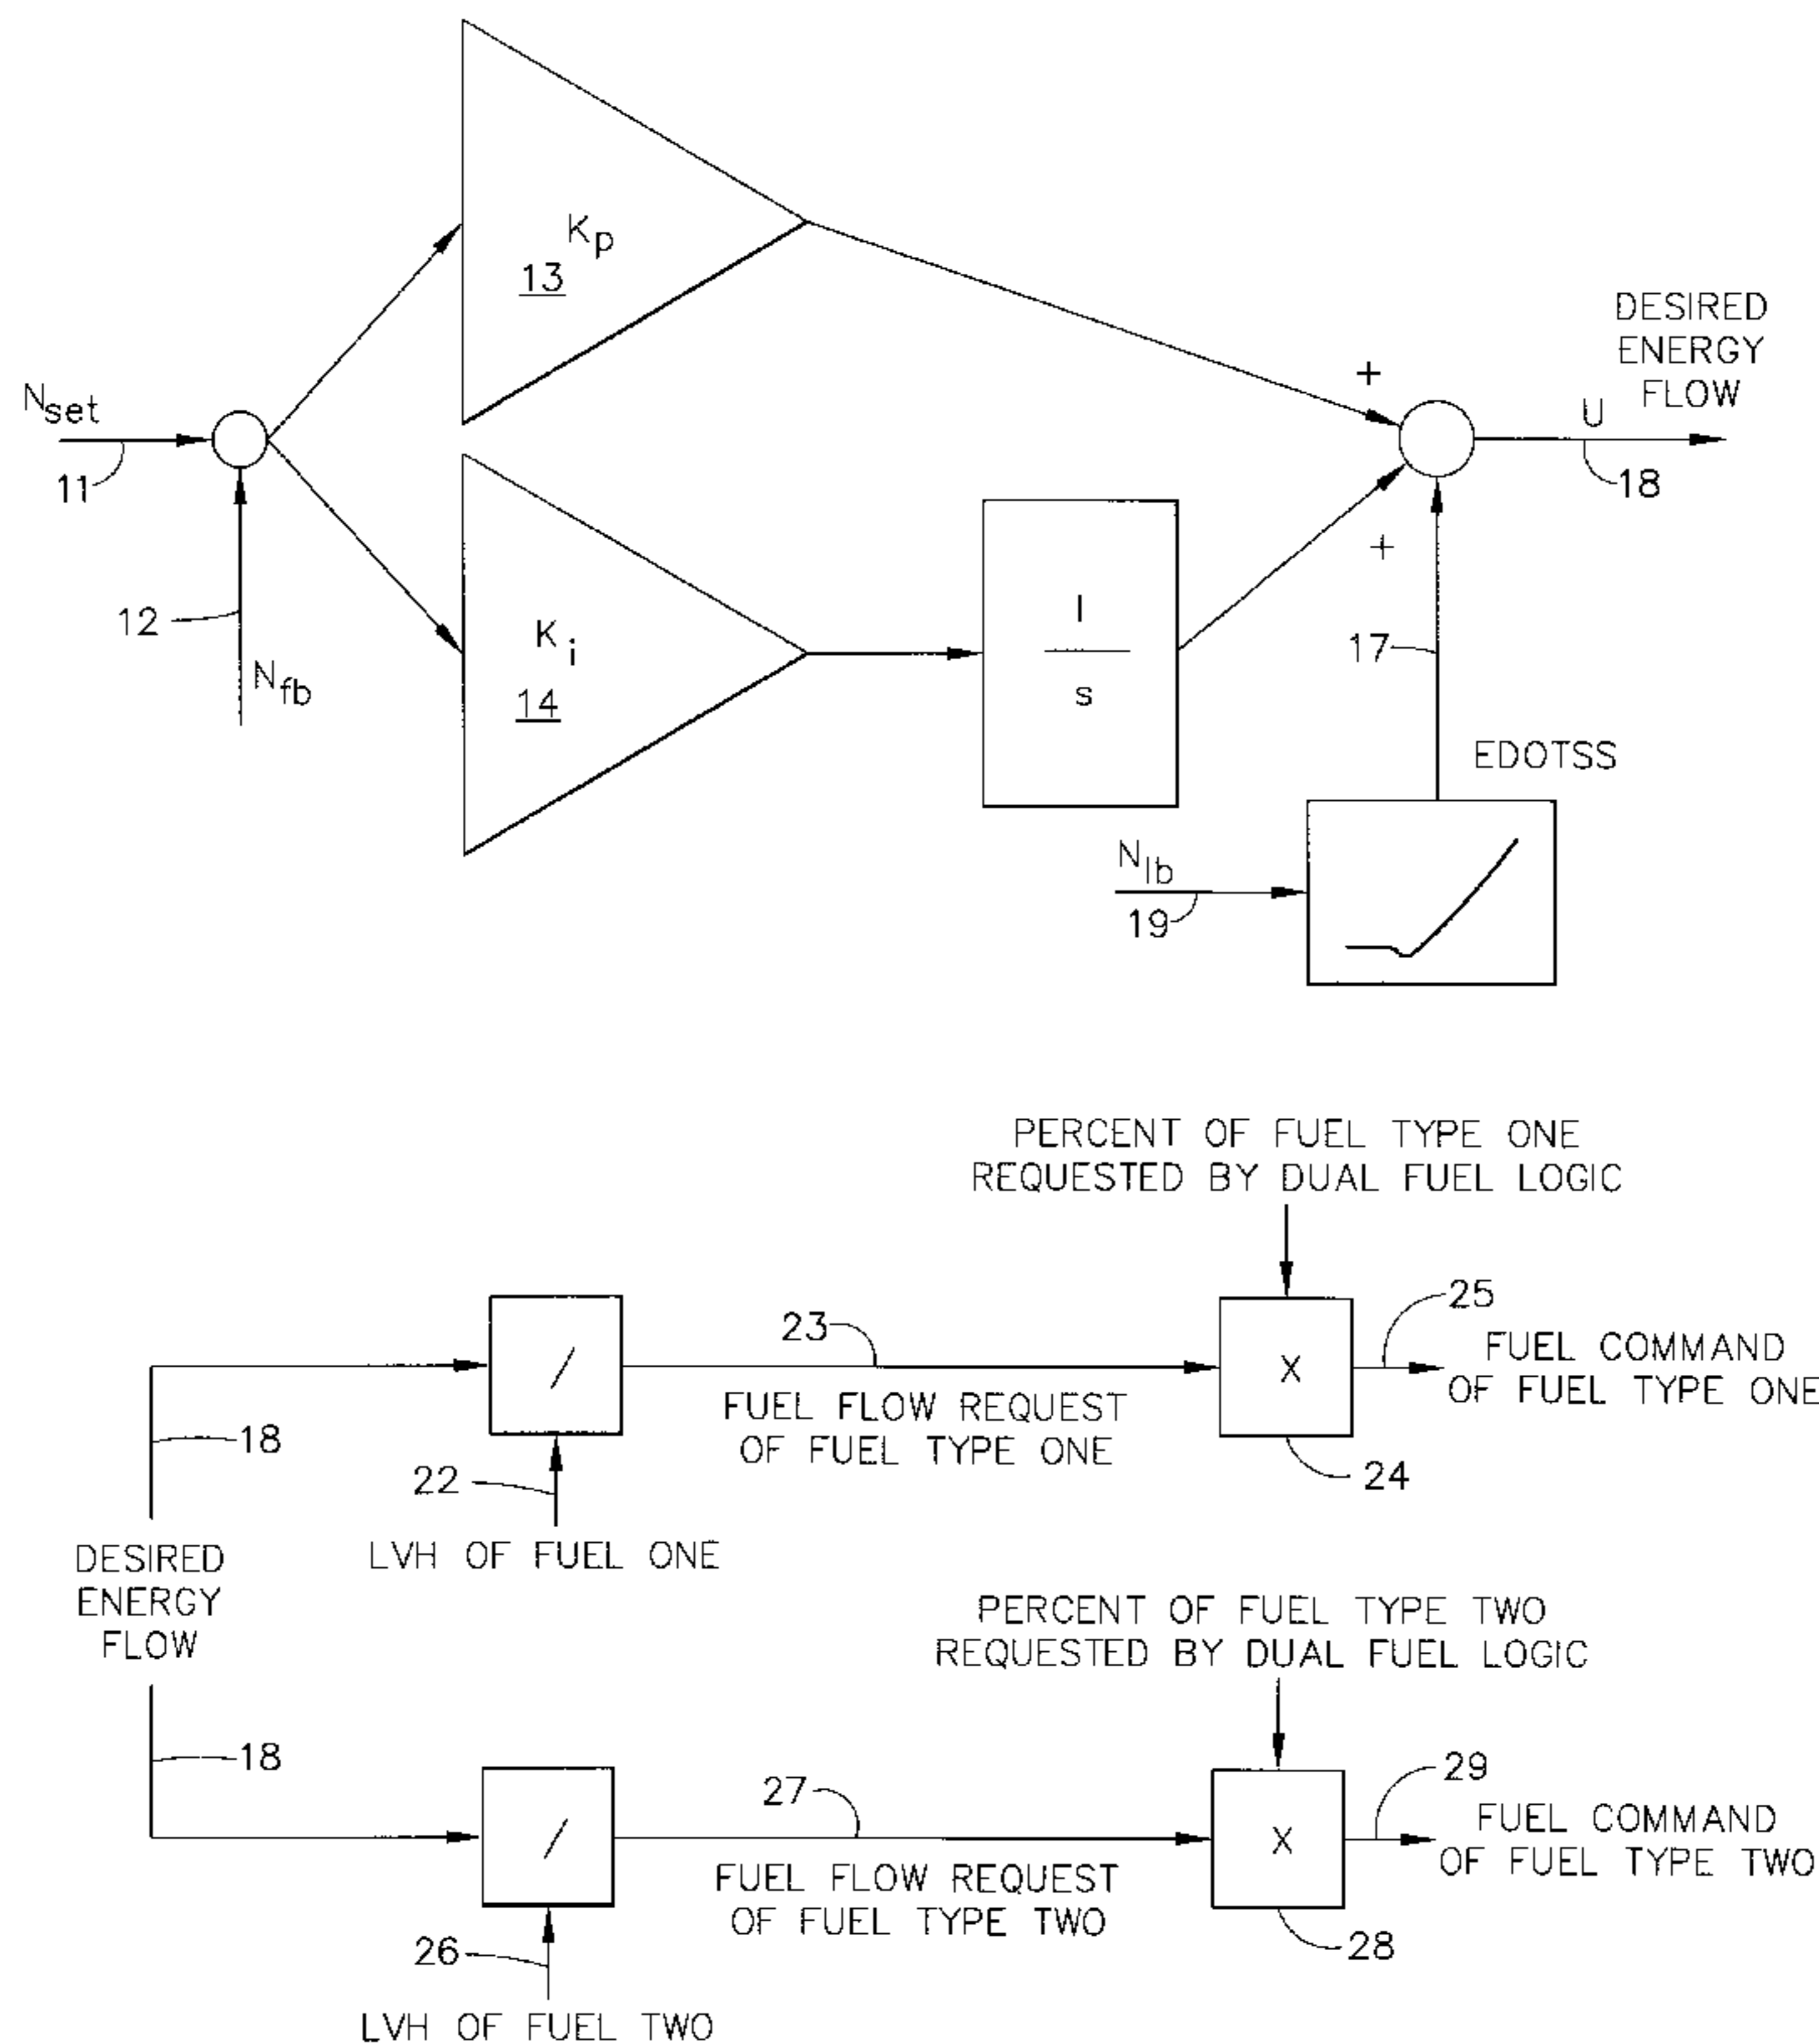 Kp
13
DESIRED
ENERGY
FLOW
Nset
U
11
18
+
+
12
Nfb
Ki
14
I
s
17
EDOTSS
Nlb
19
PERCENT OF FUEL TYPE ONE
REQUESTED BY DUAL FUEL LOGIC
23
25
/
X
FUEL COMMAND
OF FUEL TYPE ONE
FUEL FLOW REQUEST
OF FUEL TYPE ONE
18
22
24
LVH OF FUEL ONE
DESIRED
ENERGY
FLOW
PERCENT OF FUEL TYPE TWO
REQUESTED BY DUAL FUEL LOGIC
18
27
29
/
X
FUEL COMMAND
OF FUEL TYPE TWO
FUEL FLOW REQUEST
OF FUEL TYPE TWO
26
28
LVH OF FUEL TWO